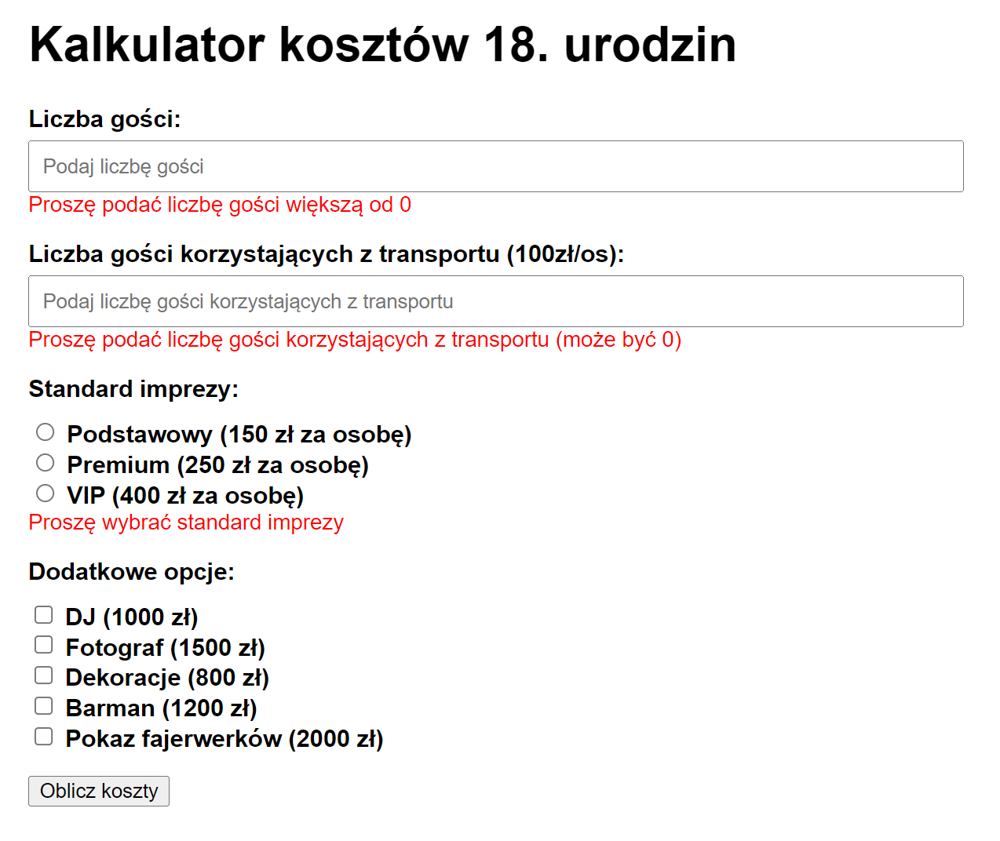 Kalkulator kosztów 18. urodzin
Liczba gości:
Podaj liczbę gości
Proszę podać liczbę gości większą od 0
Liczba gości korzystających z transportu (100zł/os):
Podaj liczbę gości korzystających z transportu
Proszę podać liczbę gości korzystających z transportu (może być 0)
Standard imprezy:
Podstawowy (150 zł za osobę)
Premium (250 zł za osobę)
VIP (400 zł za osobę)
Proszę wybrać standard imprezy
Dodatkowe opcje:
DJ (1000 zł)
Fotograf (1500 zł)
Dekoracje (800 zł)
Barman (1200 zł)
Pokaz fajerwerków (2000 zł)
Oblicz koszty